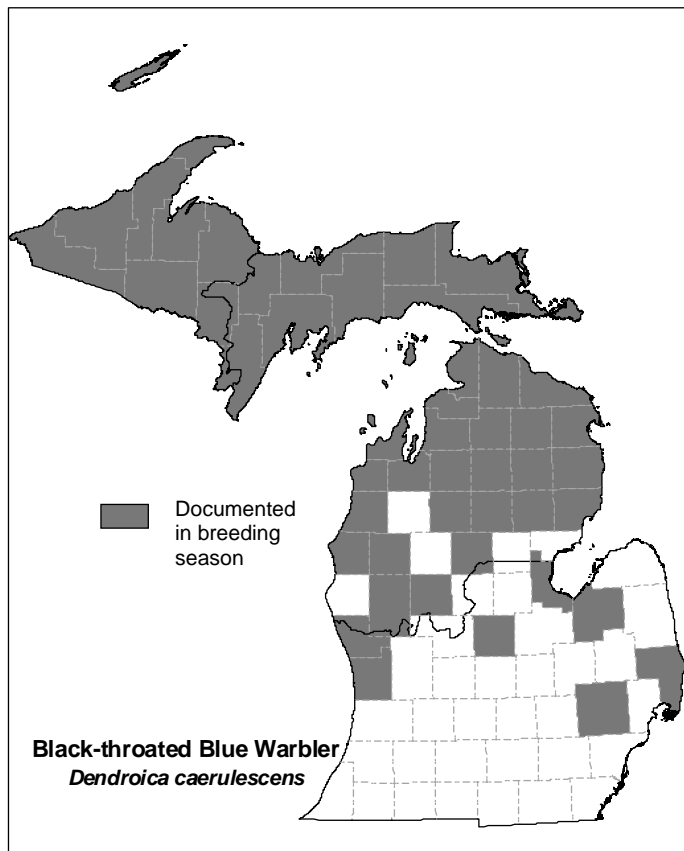 Documented
in breeding
season
Black-throated Blue Warbler
Dendroica caerulescens